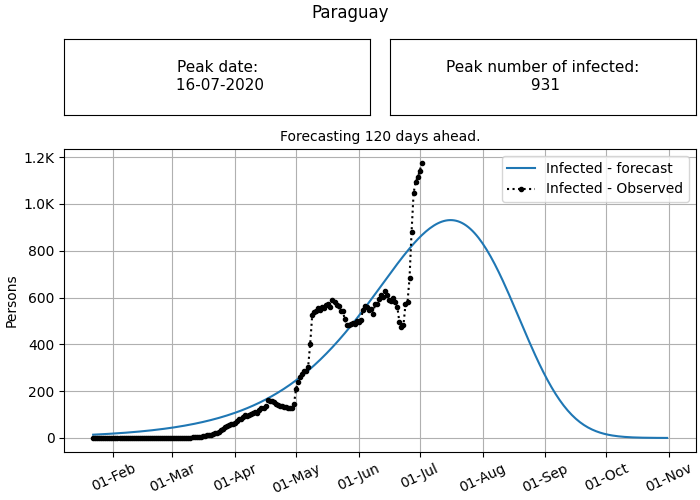 Paraguay
Peak date:
16-07-2020
Peak number of infected:
931
Forecasting 120 days ahead.
Infected - forecast
Infected - Observed
1.2K
1.0K
800
600
400
200
0
Persons
01-Feb
01-Mar
01-Apr
01-May
01-Jun
01-Jul
01-Aug
01-Sep
01-Oct
01-Nov